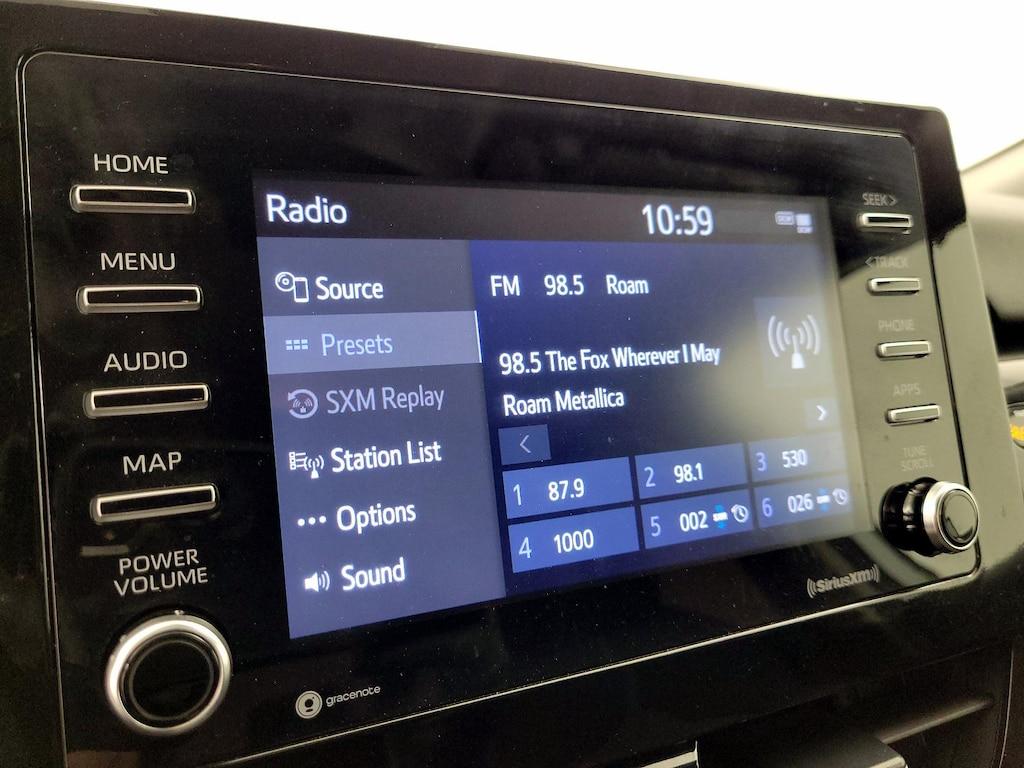 HOME
MENU
AUDIO
MAP
POWER
VOLUME
gracenote
Radio
10:59
DCM
DCM
Source
Presets
SXM Replay
Station List
Options
Sound
FM 98.5 Roam
98.5 The Fox Wherever I May
Roam Metallica
<
>
1 87.9
2 98.1
3 530
4 1000
5 002
6 026
SEEK >
< TRACK
PHONE
APPS
TUNE
SCROLL
SiriusXM